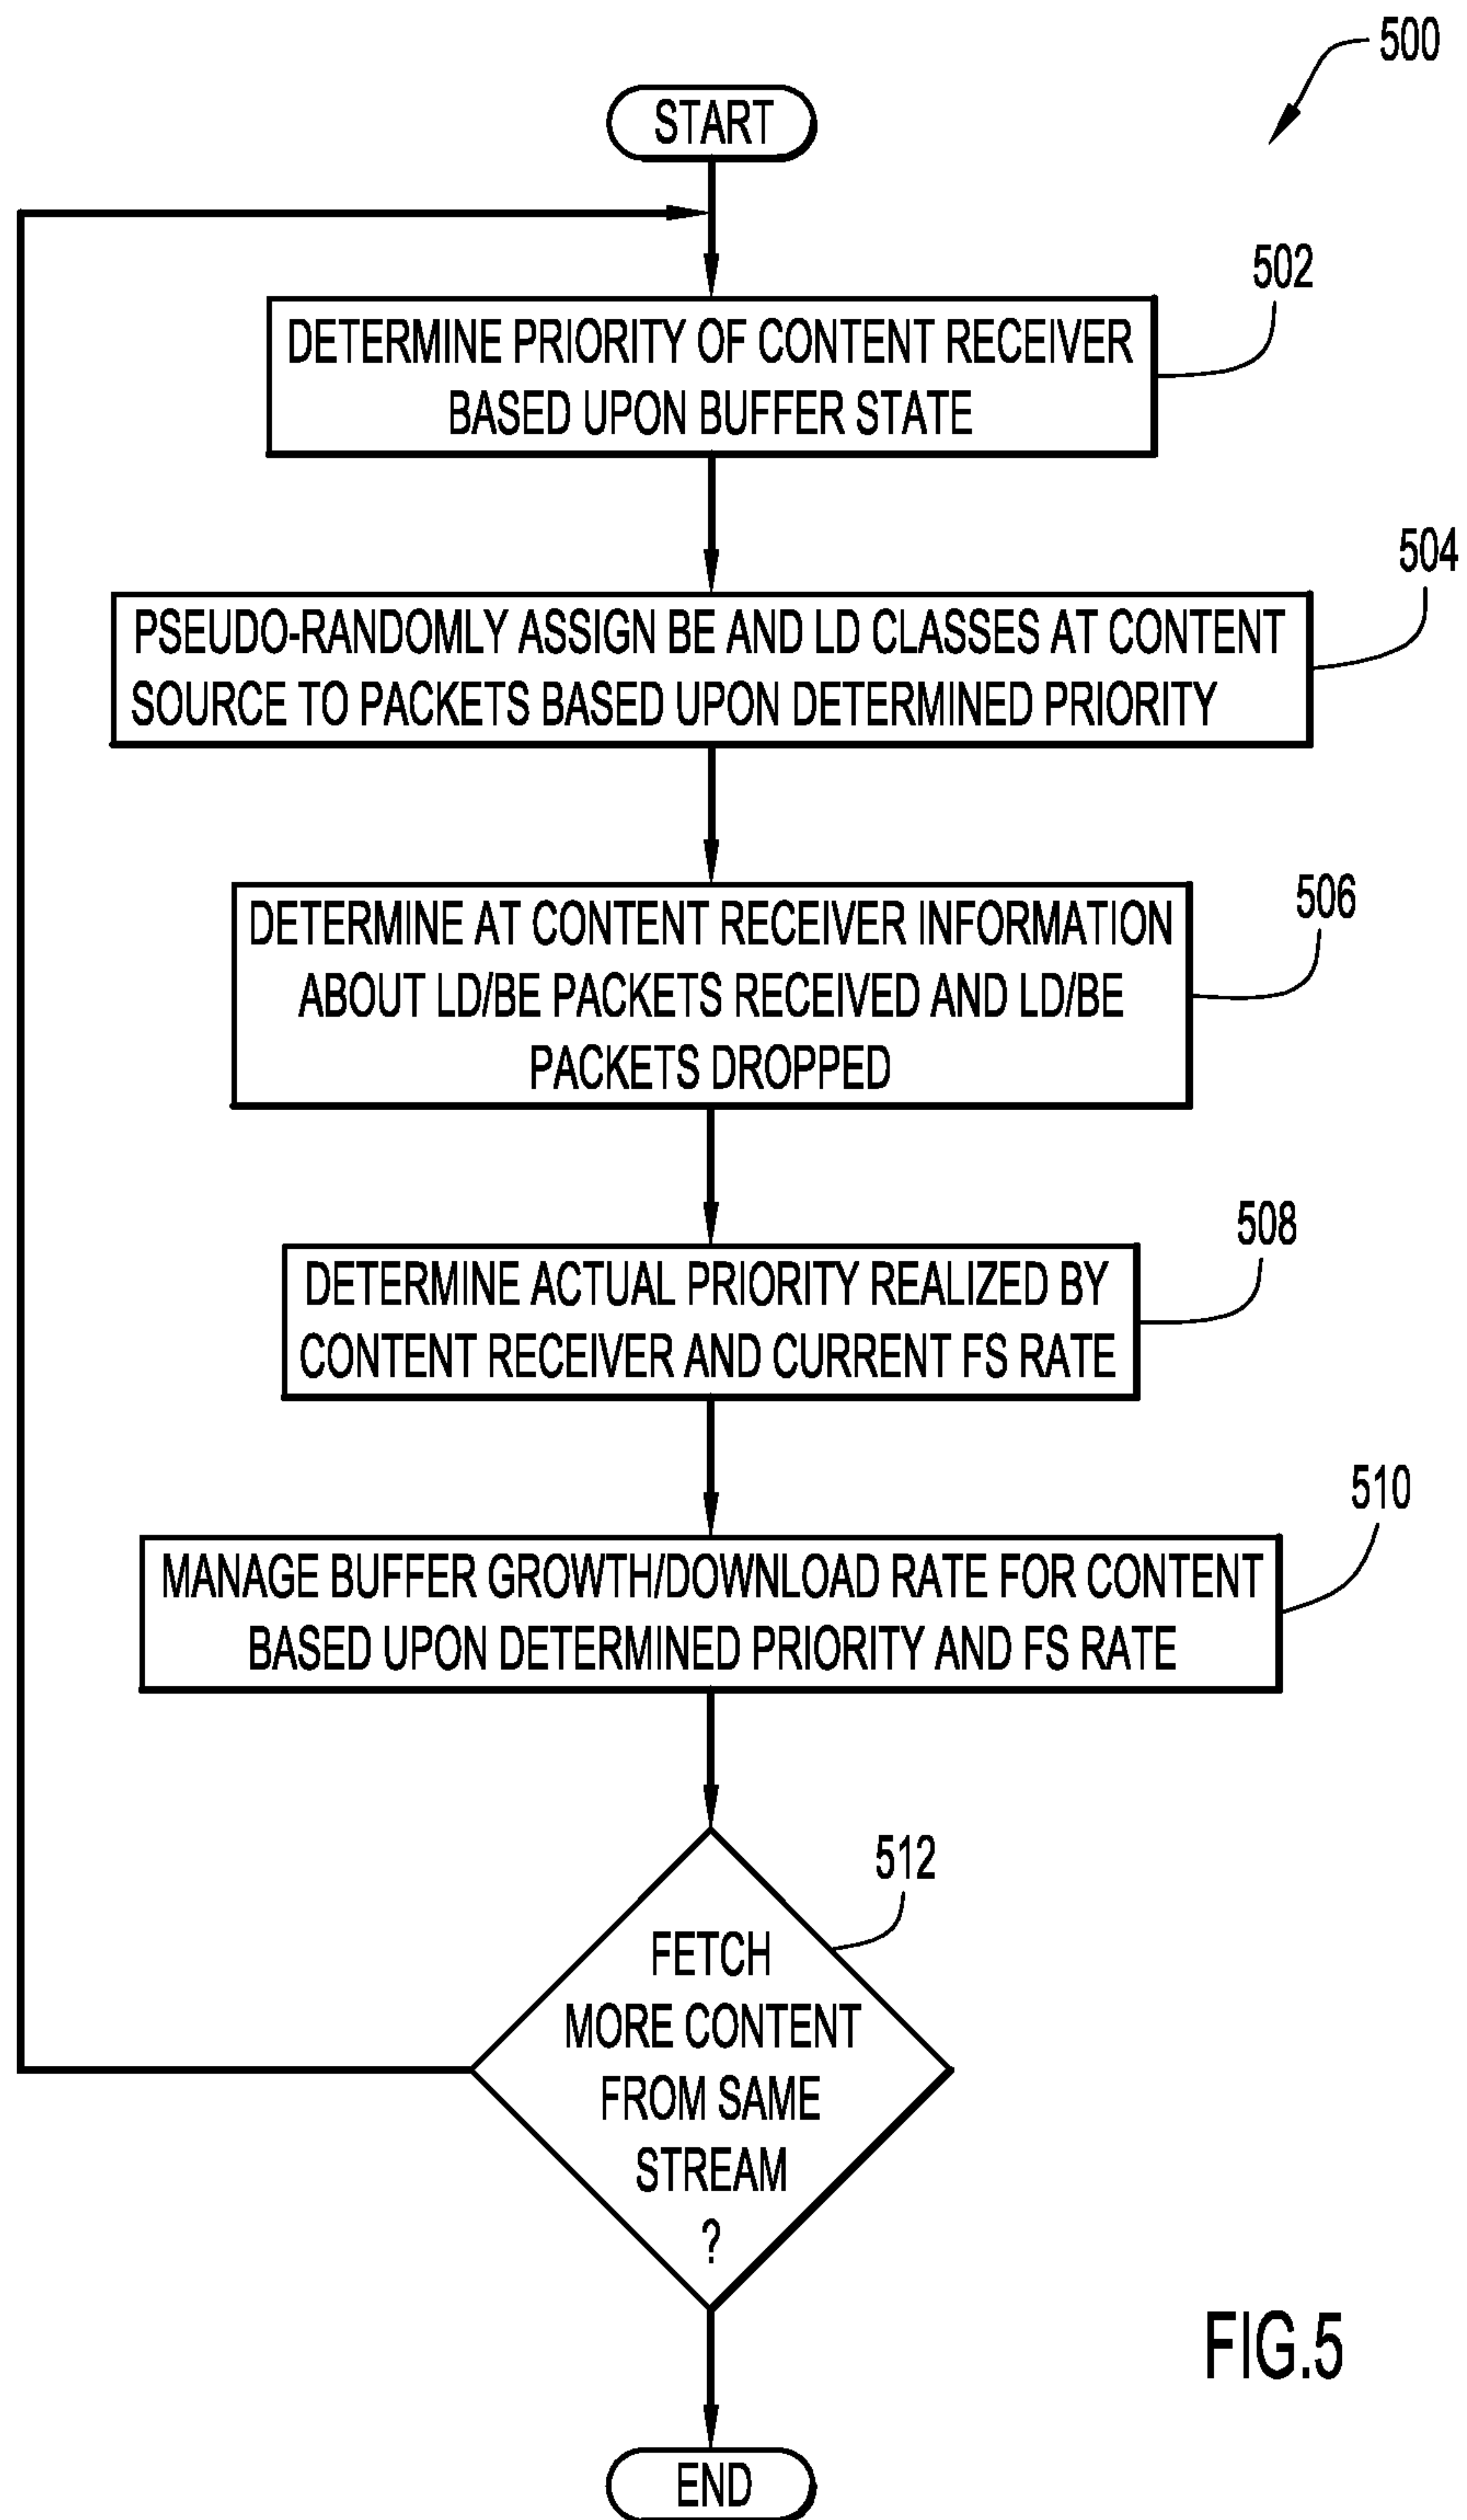 500
START
502
DETERMINE PRIORITY OF CONTENT RECEIVER
BASED UPON BUFFER STATE
504
PSEUDO-RANDOMLY ASSIGN BE AND LD CLASSES AT CONTENT
SOURCE TO PACKETS BASED UPON DETERMINED PRIORITY
506
DETERMINE AT CONTENT RECEIVER INFORMATION
ABOUT LD/BE PACKETS RECEIVED AND LD/BE
PACKETS DROPPED
508
DETERMINE ACTUAL PRIORITY REALIZED BY
CONTENT RECEIVER AND CURRENT FS RATE
510
MANAGE BUFFER GROWTH/DOWNLOAD RATE FOR CONTENT
BASED UPON DETERMINED PRIORITY AND FS RATE
512
FETCH
MORE CONTENT
FROM SAME
STREAM
?
FIG.5
END